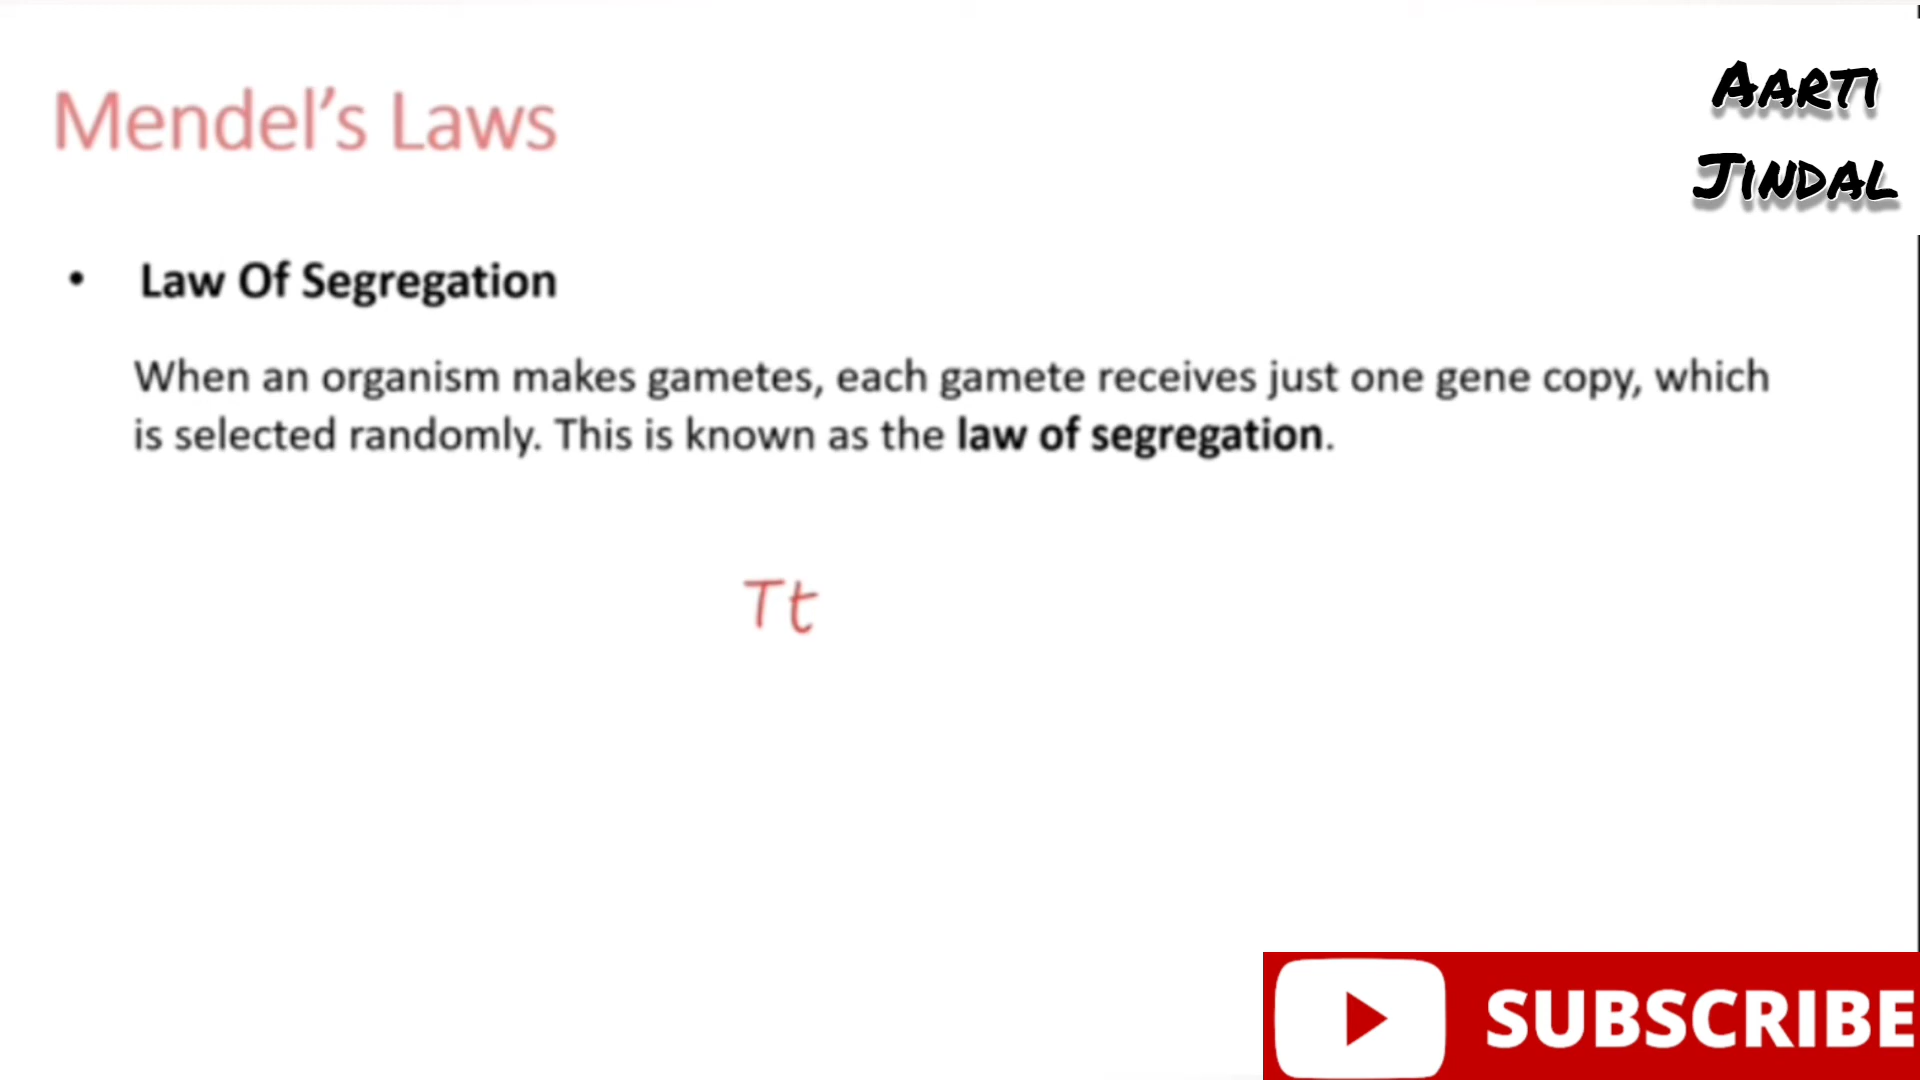 Mendel's Laws
AARTI
JINDAL
• Law Of Segregation
When an organism makes gametes, each gamete receives just one gene copy, which
is selected randomly. This is known as the law of segregation.
Tt
SUBSCRIBE